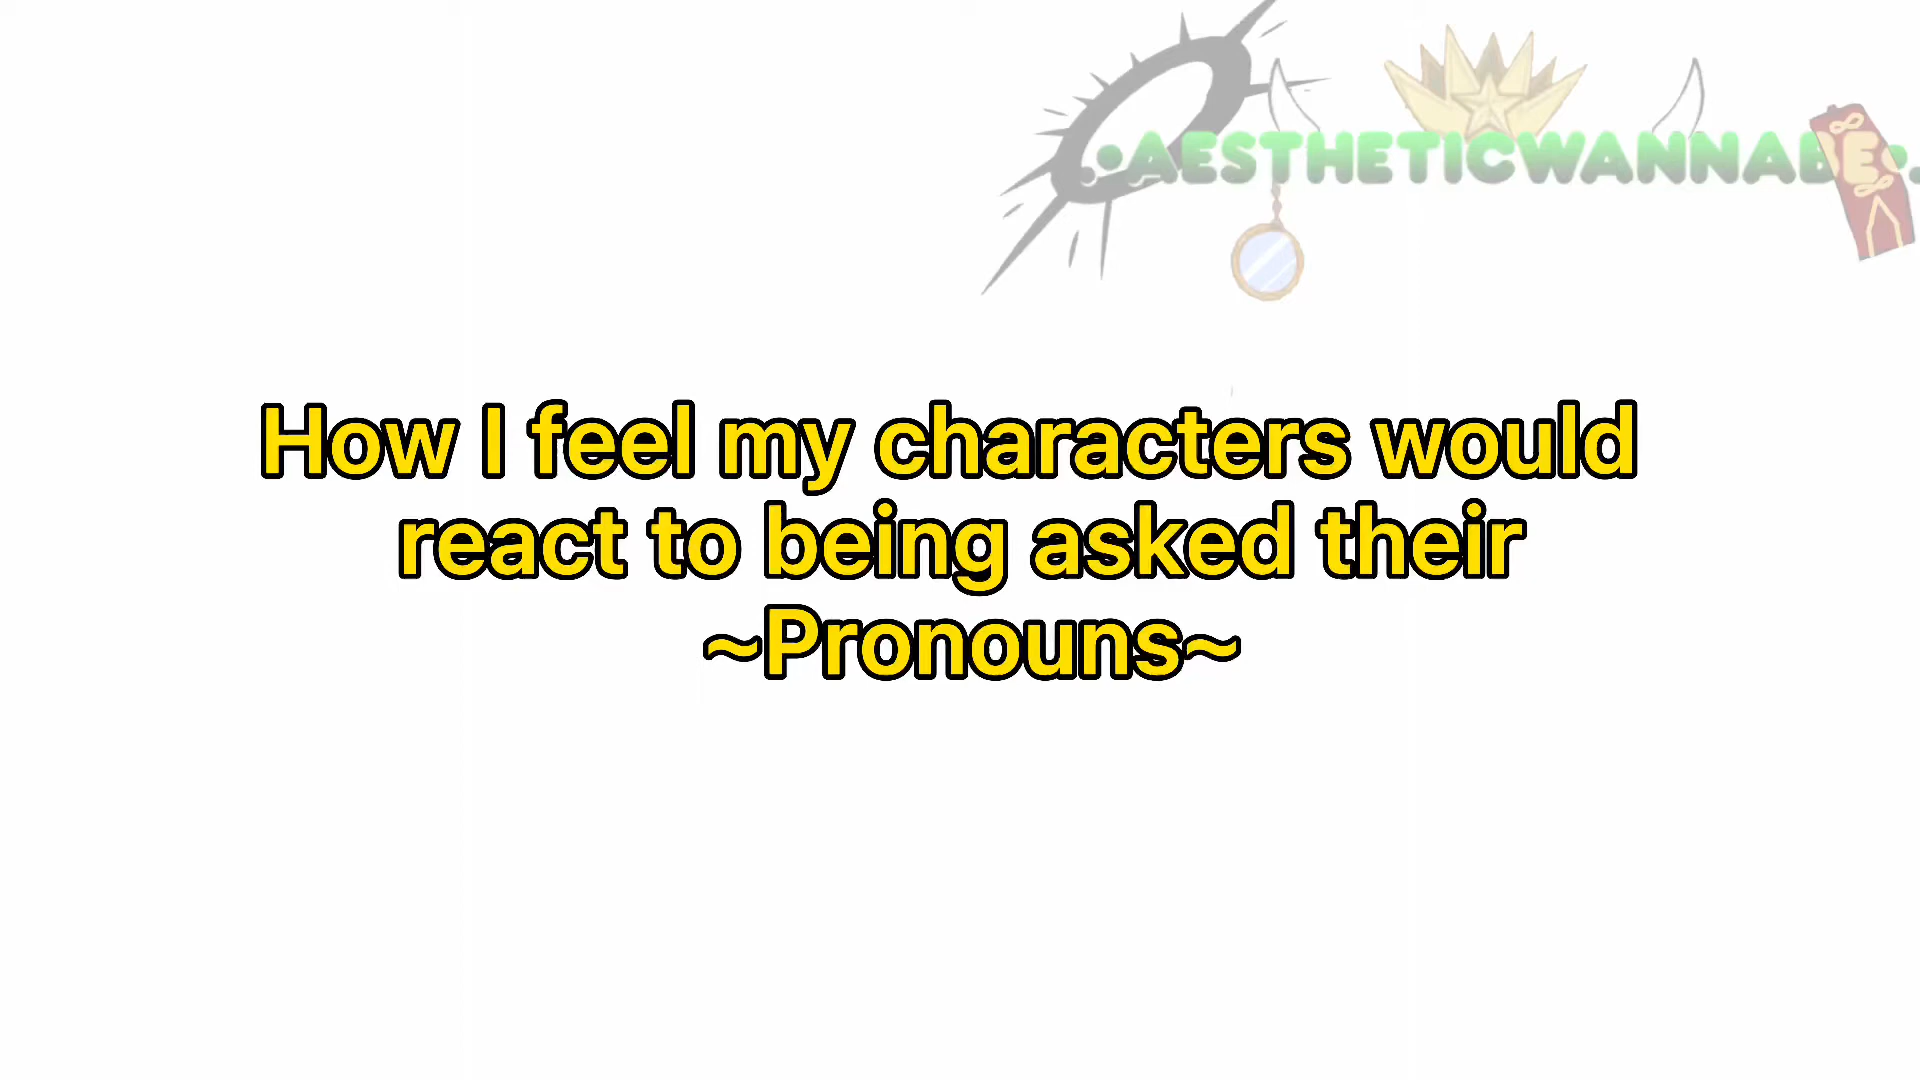 .•AESTHETICWANNABE•.
How I feel my characters would
react to being asked their
~Pronouns~